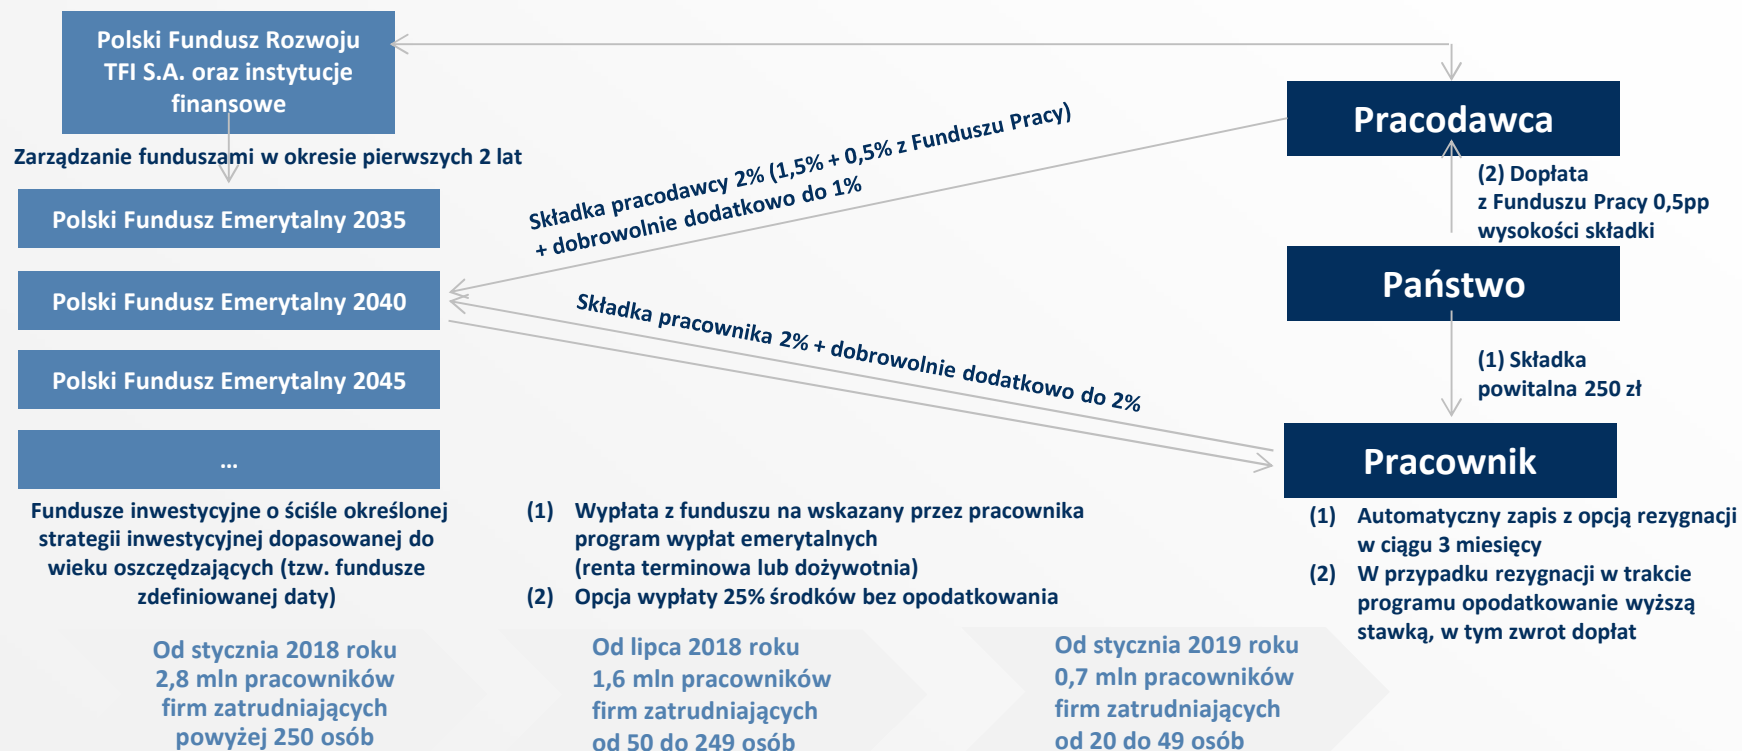 Polski Fundusz Rozwoju
TFI S.A. oraz instytucje
finansowe
Zarządzanie funduszami w okresie pierwszych 2 lat
Polski Fundusz Emerytalny 2035
Polski Fundusz Emerytalny 2040
Polski Fundusz Emerytalny 2045
...
Fundusze inwestycyjne o ściśle określonej
strategii inwestycyjnej dopasowanej do
wieku oszczędzających (tzw. fundusze
zdefiniowanej daty)
Składka pracodawcy 2% (1,5% + 0,5% z Funduszu Pracy)
+ dobrowolnie dodatkowo do 1%
Składka pracownika 2% + dobrowolnie dodatkowo do 2%
(1) Wypłata z funduszu na wskazany przez pracownika
program wypłat emerytalnych
(renta terminowa lub dożywotnia)
(2) Opcja wypłaty 25% środków bez opodatkowania
Pracodawca
(2) Dopłata
z Funduszu Pracy 0,5pp
wysokości składki
Państwo
(1) Składka
powitalna 250 zł
Pracownik
(1) Automatyczny zapis z opcją rezygnacji
w ciągu 3 miesięcy
(2) W przypadku rezygnacji w trakcie
programu opodatkowanie wyższą
stawką, w tym zwrot dopłat
Od stycznia 2018 roku
2,8 mln pracowników
firm zatrudniających
powyżej 250 osób
Od lipca 2018 roku
1,6 mln pracowników
firm zatrudniających
od 50 do 249 osób
Od stycznia 2019 roku
0,7 mln pracowników
firm zatrudniających
od 20 do 49 osób